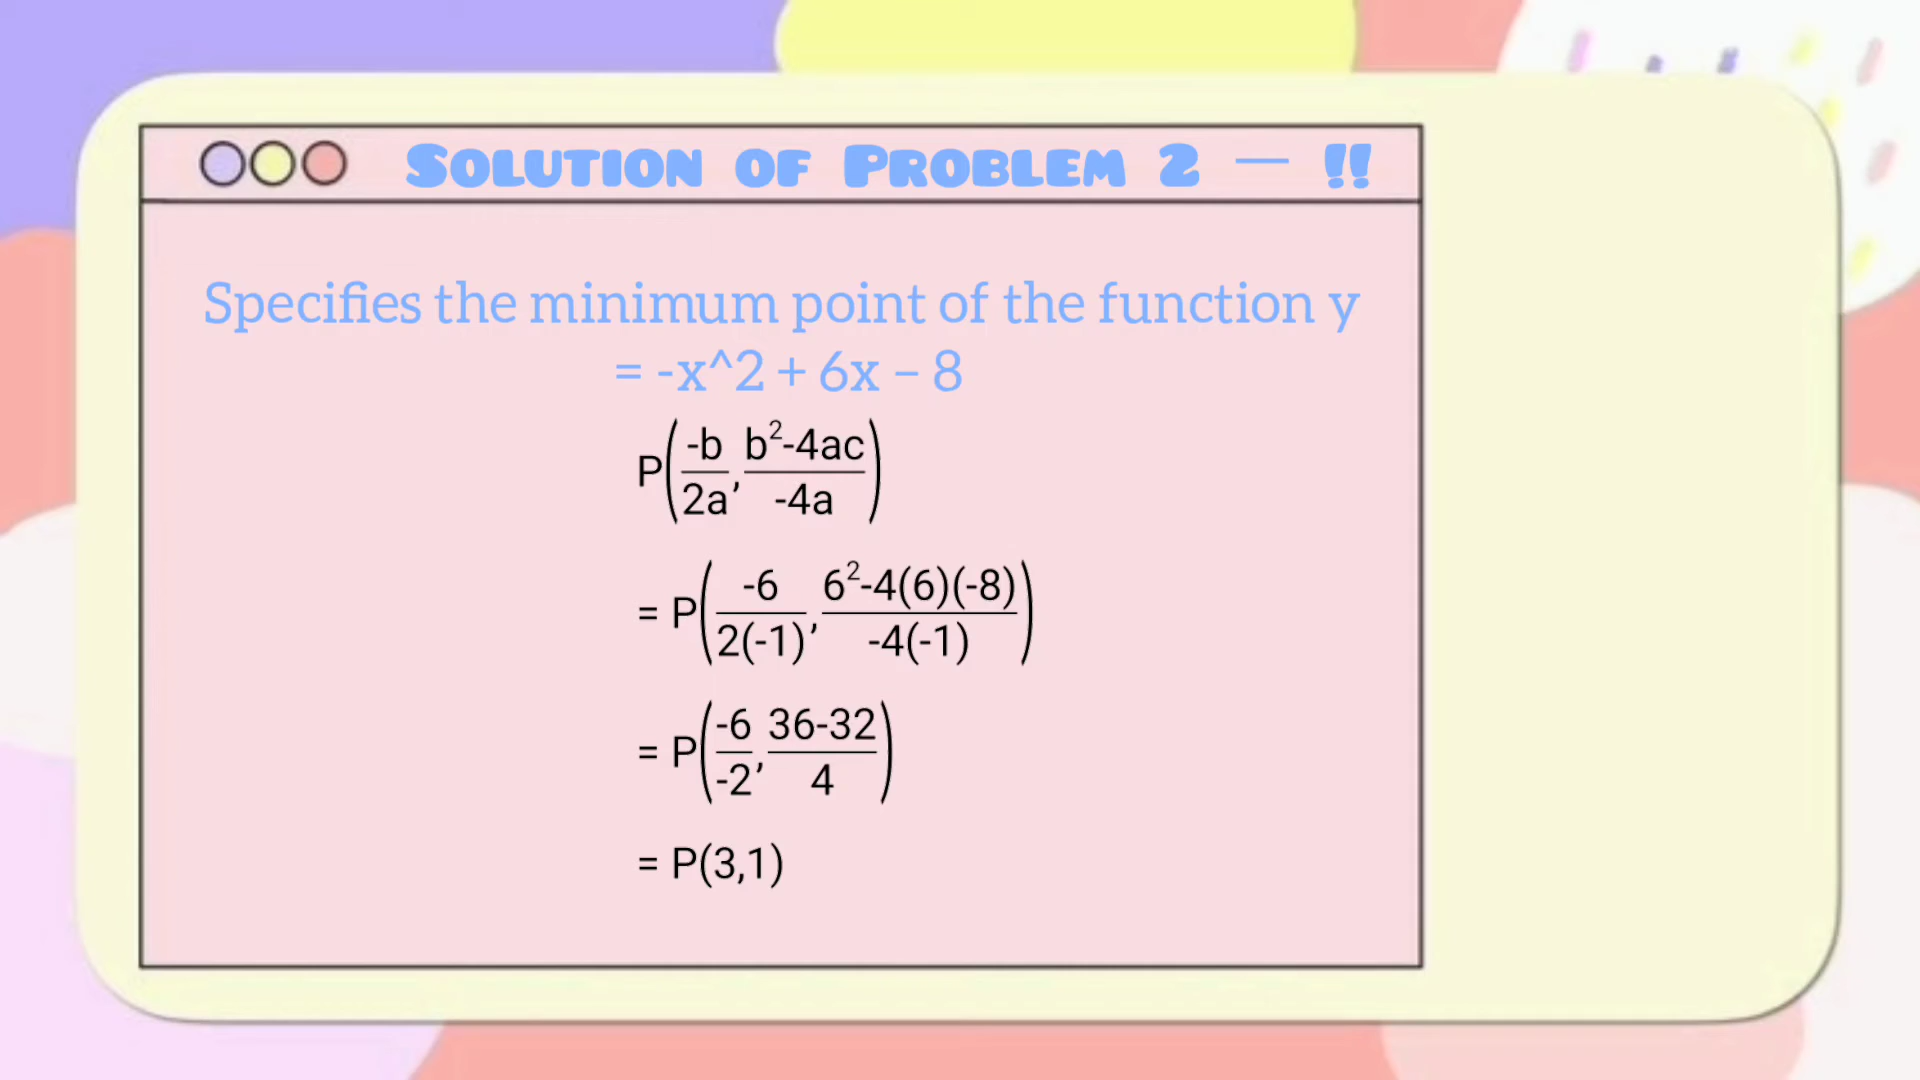 Solution of Problem 2 — !!
Specifies the minimum point of the function y
= -x^2 + 6x – 8
P(-b/2a, b²-4ac/-4a)
= P(-6/2(-1), 6²-4(6)(-8)/-4(-1))
= P(-6/-2, 36-32/4)
= P(3,1)